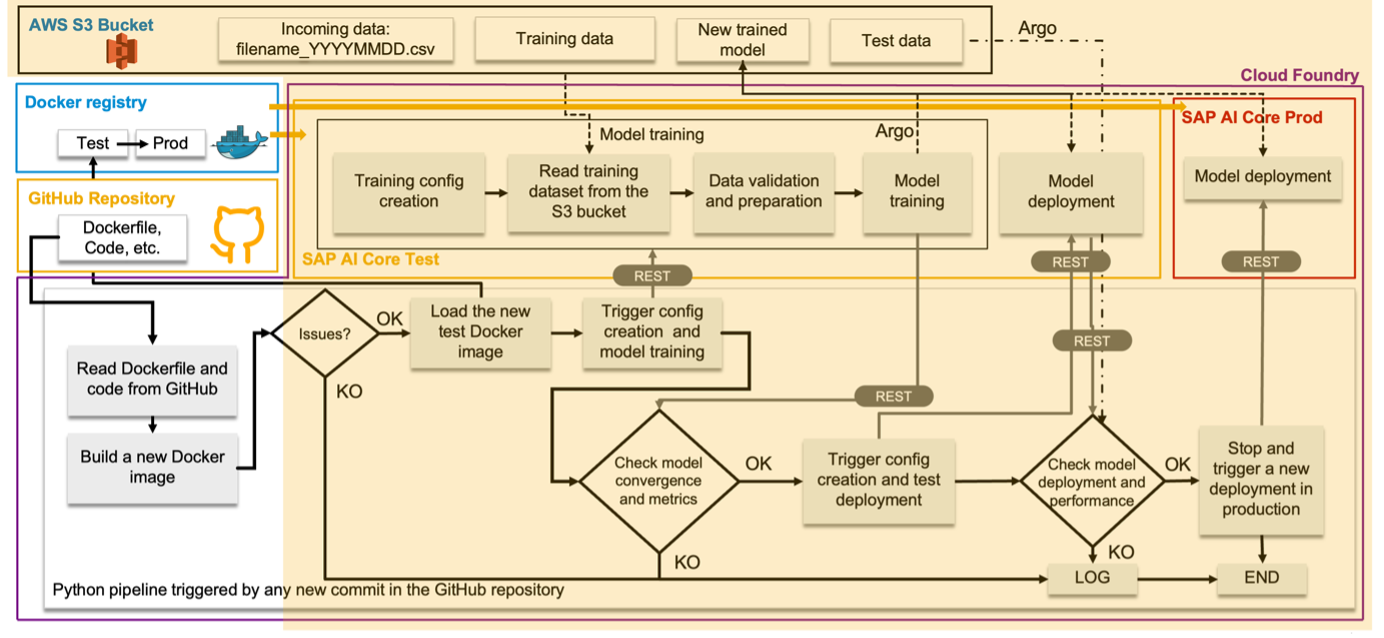 AWS S3 Bucket
Incoming data:
filename_YYYYMMDD.csv
Training data
New trained
model
Test data
Argo
Cloud Foundry
Docker registry
Test
Prod
Model training
Argo
SAP AI Core Prod
Training config
creation
Read training
dataset from the
S3 bucket
Data validation
and preparation
Model
training
Model
deployment
Model deployment
GitHub Repository
Dockerfile,
Code, etc.
SAP AI Core Test
REST
REST
REST
Issues?
OK
Load the new
test Docker
image
Trigger config
creation and
model training
REST
Read Dockerfile and
code from GitHub
KO
REST
Build a new Docker
image
Check model
convergence
and metrics
OK
Trigger config
creation and test
deployment
Check model
deployment and
performance
OK
Stop and
trigger a new
deployment in
production
KO
KO
LOG
END
Python pipeline triggered by any new commit in the GitHub repository